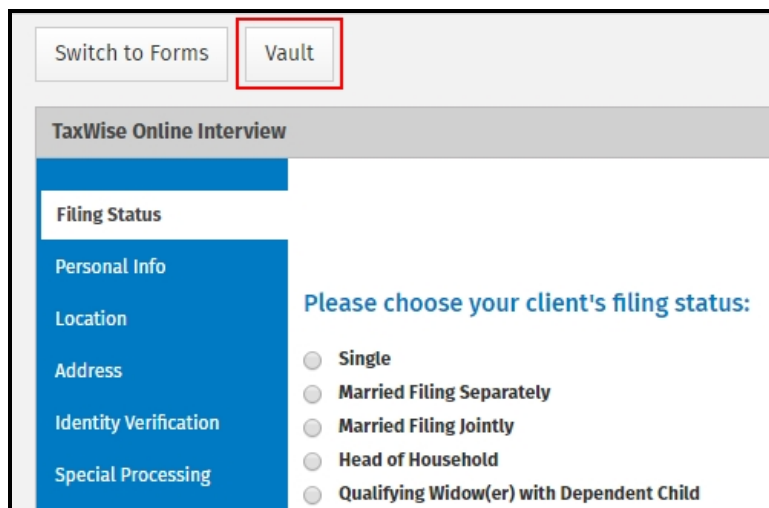 Switch to Forms
Vault
TaxWise Online Interview
Filing Status
Personal Info
Location
Address
Identity Verification
Special Processing
Please choose your client's filing status:
Single
Married Filing Separately
Married Filing Jointly
Head of Household
Qualifying Widow(er) with Dependent Child